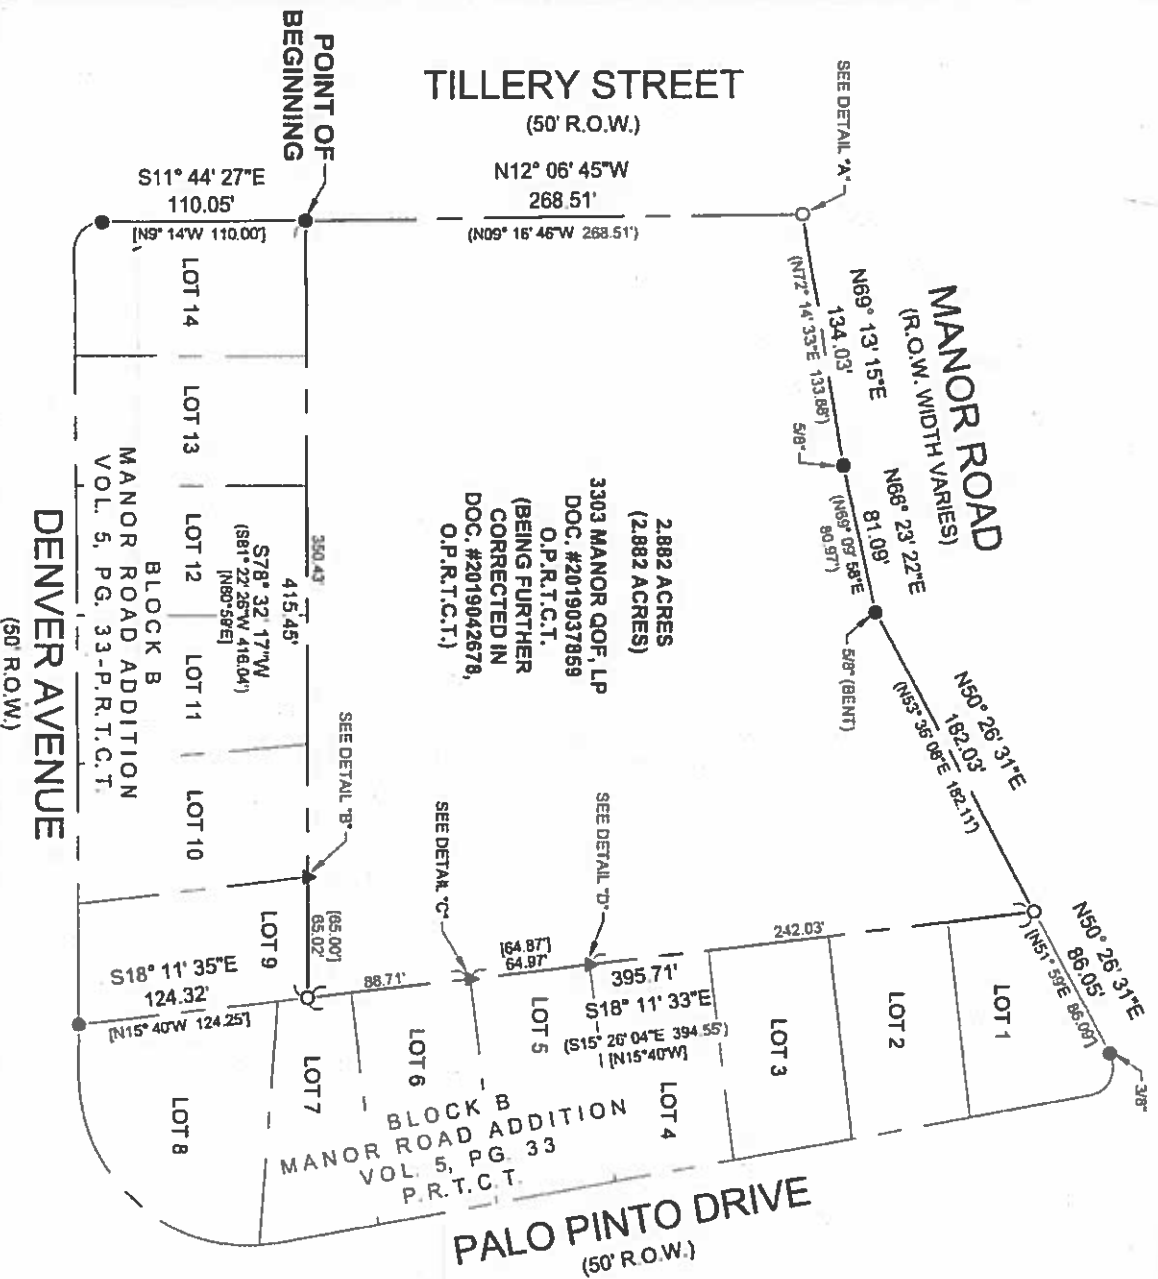 TILLERY STREET
(50' R.O.W.)
POINT OF
BEGINNING
S11° 44' 27"E
110.05'
[N9° 14'W 110.00']
N12° 06' 45"W
268.51'
(N09° 16' 46"W 268.51')
SEE DETAIL "A"
MANOR ROAD
(R.O.W. WIDTH VARIES)
N69° 13' 15"E
134.03'
(N72° 14' 33"E 133.88')
5/8"
N66° 23' 22"E
81.09'
(N69° 09' 58"E
80.97')
5/8" (BENT)
N50° 26' 31"E
182.03'
(N53° 36' 08"E 182.11')
N50° 26' 31"E
86.05'
[N51° 59'E 86.09']
3/8"
2.882 ACRES
(2.882 ACRES)
3303 MANOR QOF, LP
DOC. #2019037859
O.P.R.T.C.T.
(BEING FURTHER
CORRECTED IN
DOC. #2019042678,
O.P.R.T.C.T.)
350.43'
415.45'
S78° 32' 17"W
(S81° 22' 26"W 416.04')
[N80°59'E]
LOT 14
LOT 13
LOT 12
LOT 11
LOT 10
LOT 9
BLOCK B
MANOR ROAD ADDITION
VOL. 5, PG. 33-P.R.T.C.T.
DENVER AVENUE
(50' R.O.W.)
SEE DETAIL "B"
SEE DETAIL "C"
SEE DETAIL "D"
[65.00']
65.02'
S18° 11' 35"E
124.32'
[N15° 40'W 124.25']
88.71'
[64.87']
64.97'
242.03'
395.71'
S18° 11' 33"E
(S15° 26' 04"E 394.55')
[N15°40'W]
LOT 1
LOT 2
LOT 3
LOT 4
LOT 5
LOT 6
LOT 7
LOT 8
BLOCK B
MANOR ROAD ADDITION
VOL. 5, PG. 33
P.R.T.C.T.
PALO PINTO DRIVE
(50' R.O.W.)